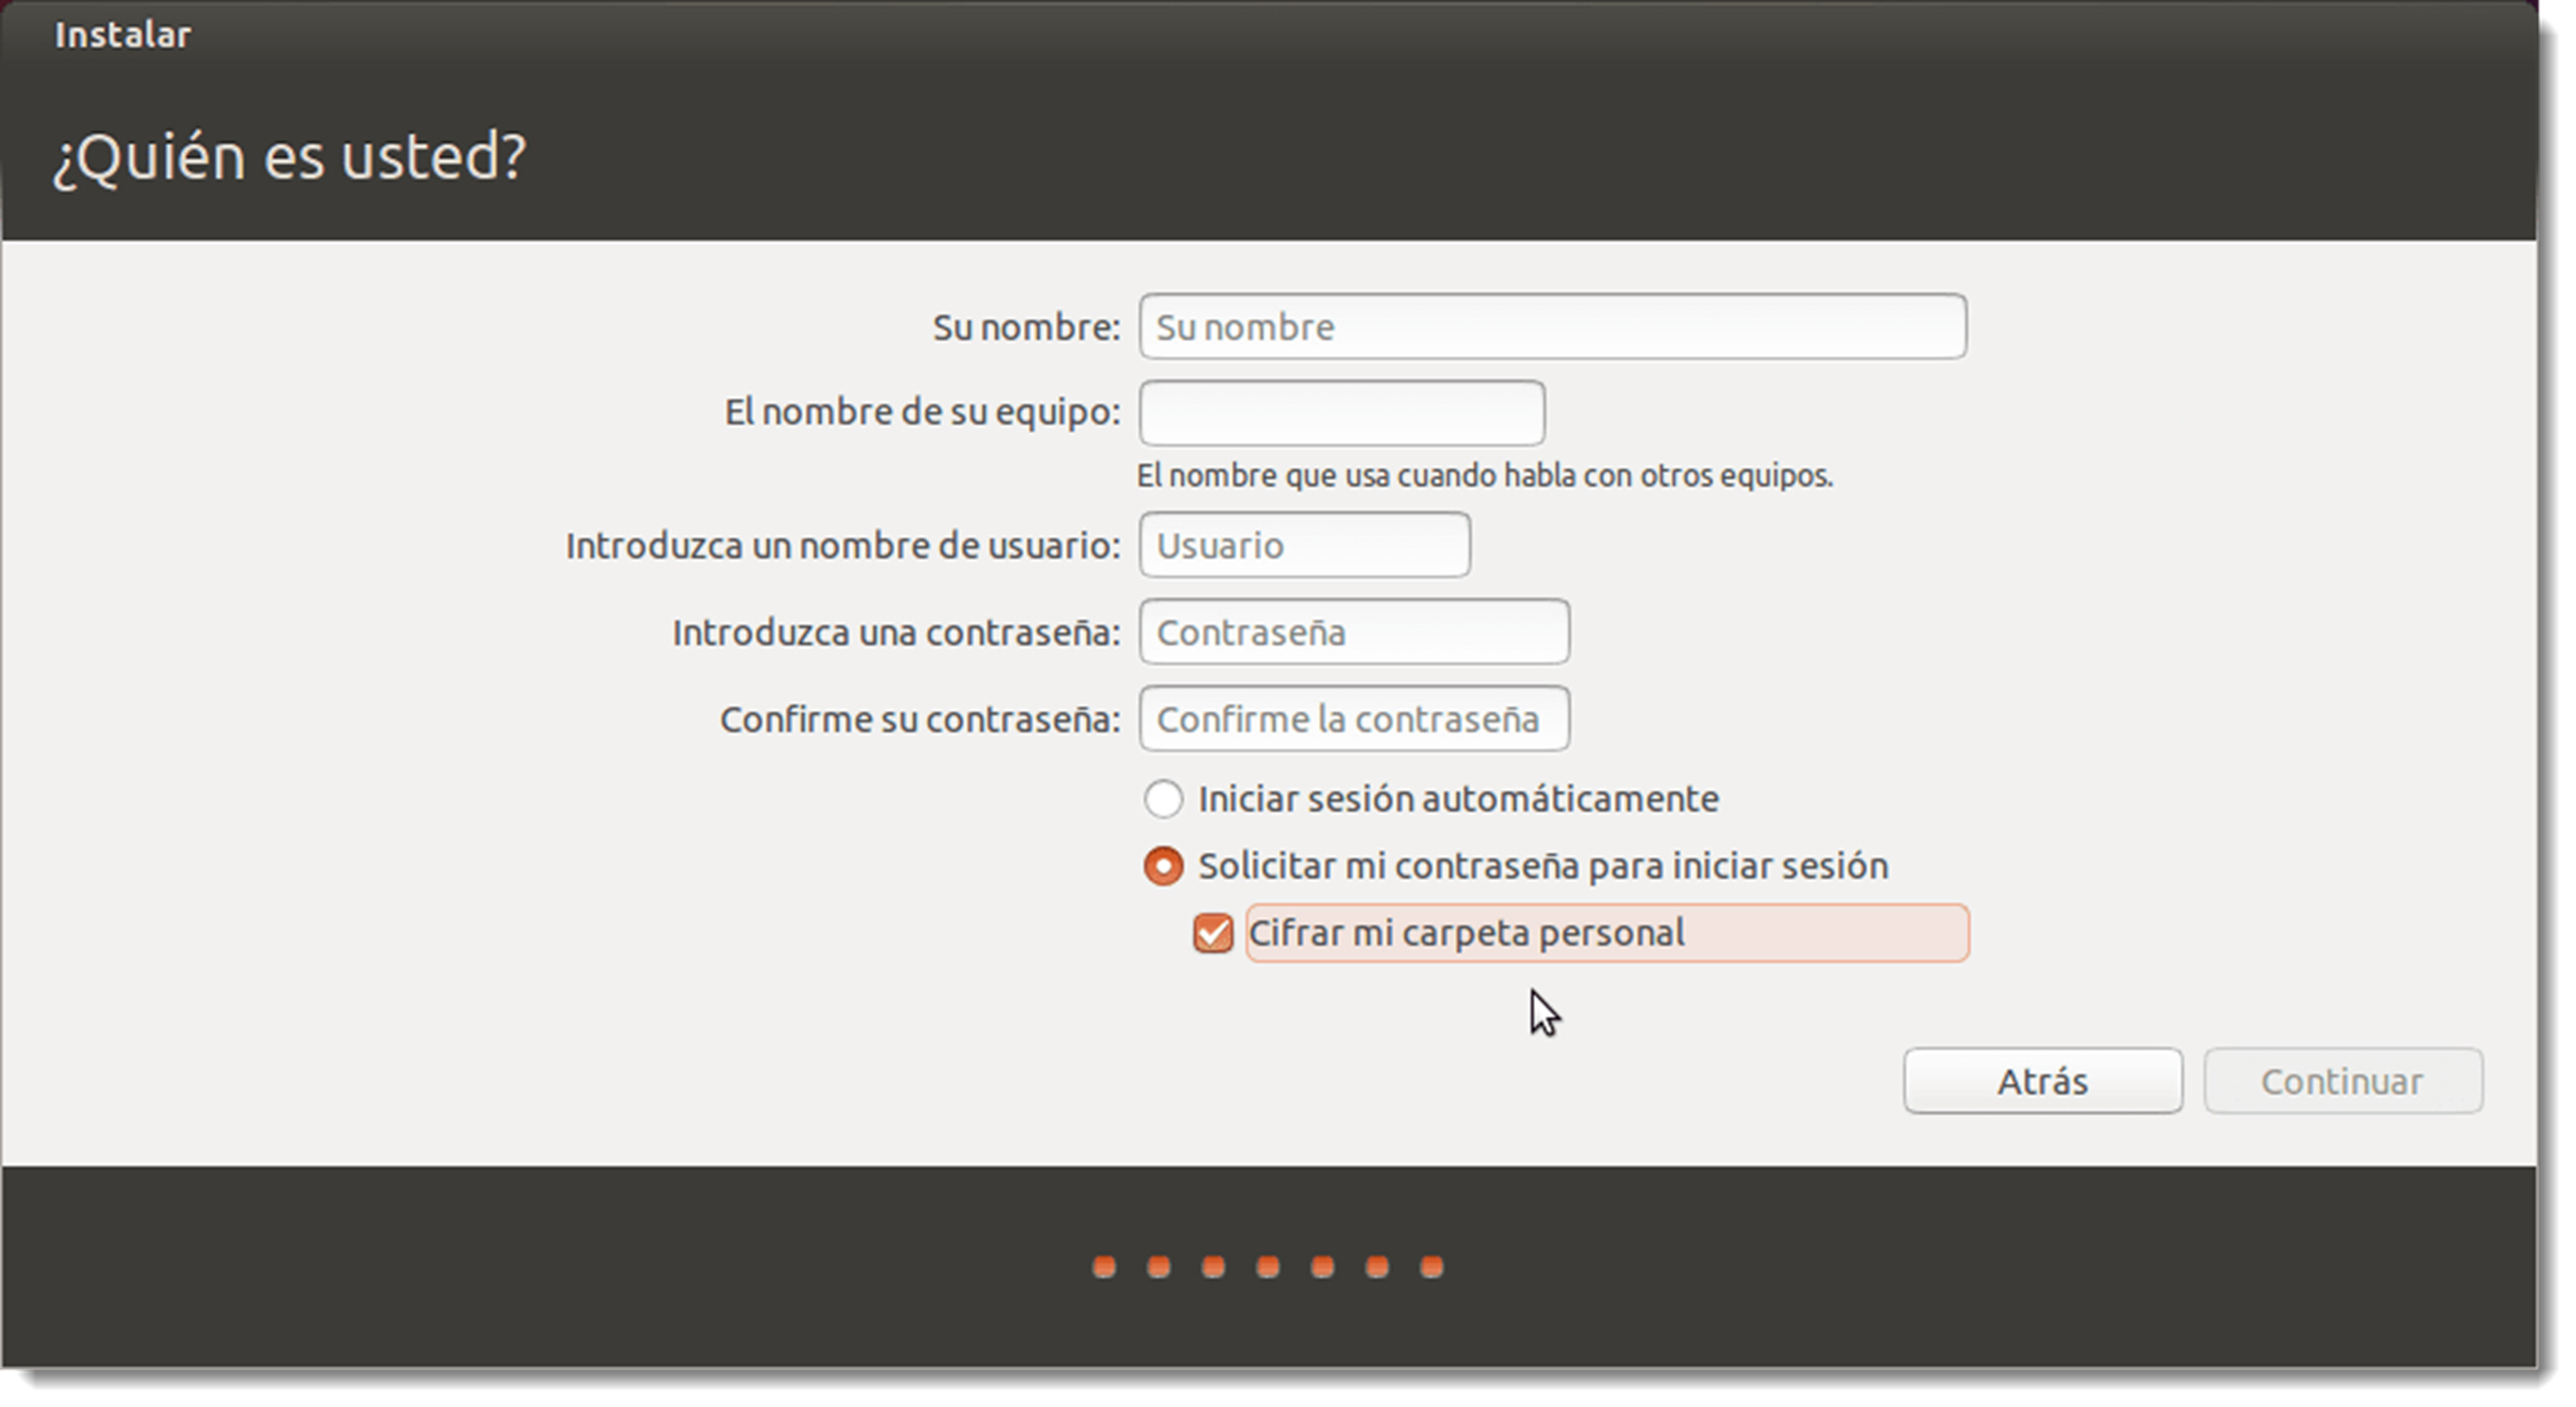 Instalar
¿Quién es usted?
Su nombre: Su nombre
El nombre de su equipo:
El nombre que usa cuando habla con otros equipos.
Introduzca un nombre de usuario: Usuario
Introduzca una contraseña: Contraseña
Confirme su contraseña: Confirme la contraseña
Iniciar sesión automáticamente
Solicitar mi contraseña para iniciar sesión
Cifrar mi carpeta personal
Atrás Continuar